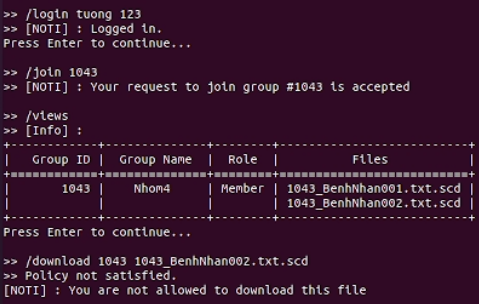 >> /login tuong 123
>> [NOTI] : Logged in.
Press Enter to continue...
>> /join 1043
>> [NOTI] : Your request to join group #1043 is accepted
>> /views
>> [Info] :
+------------+--------------+--------+---------------------------+
|   Group ID |  Group Name  |  Role  |           Files           |
+============+==============+========+===========================+
|       1043 |    Nhom4     | Member | 1043_BenhNhan001.txt.scd  |
|            |              |        | 1043_BenhNhan002.txt.scd  |
+------------+--------------+--------+---------------------------+
Press Enter to continue...
>> /download 1043 1043_BenhNhan002.txt.scd
>> Policy not satisfied.
[NOTI] : You are not allowed to download this file